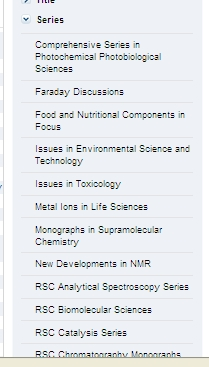 Title
Series
Comprehensive Series in
Photochemical Photobiological
Sciences
Faraday Discussions
Food and Nutritional Components in
Focus
Issues in Environmental Science and
Technology
Issues in Toxicology
Metal Ions in Life Sciences
Monographs in Supramolecular
Chemistry
New Developments in NMR
RSC Analytical Spectroscopy Series
RSC Biomolecular Sciences
RSC Catalysis Series
RSC Chromatography Monographs